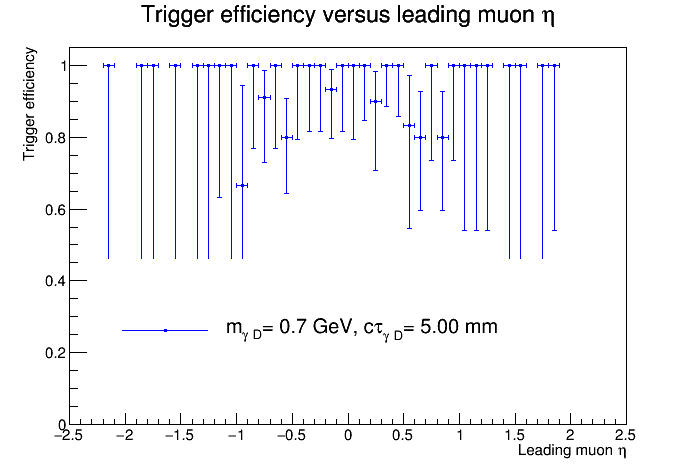 Trigger efficiency versus leading muon η
Trigger efficiency
1
0.8
0.6
0.4
m γ D = 0.7 GeV, cτ γ D = 5.00 mm
0.2
0
−2.5 −2 −1.5 −1 −0.5 0 0.5 1 1.5 2 2.5
Leading muon η